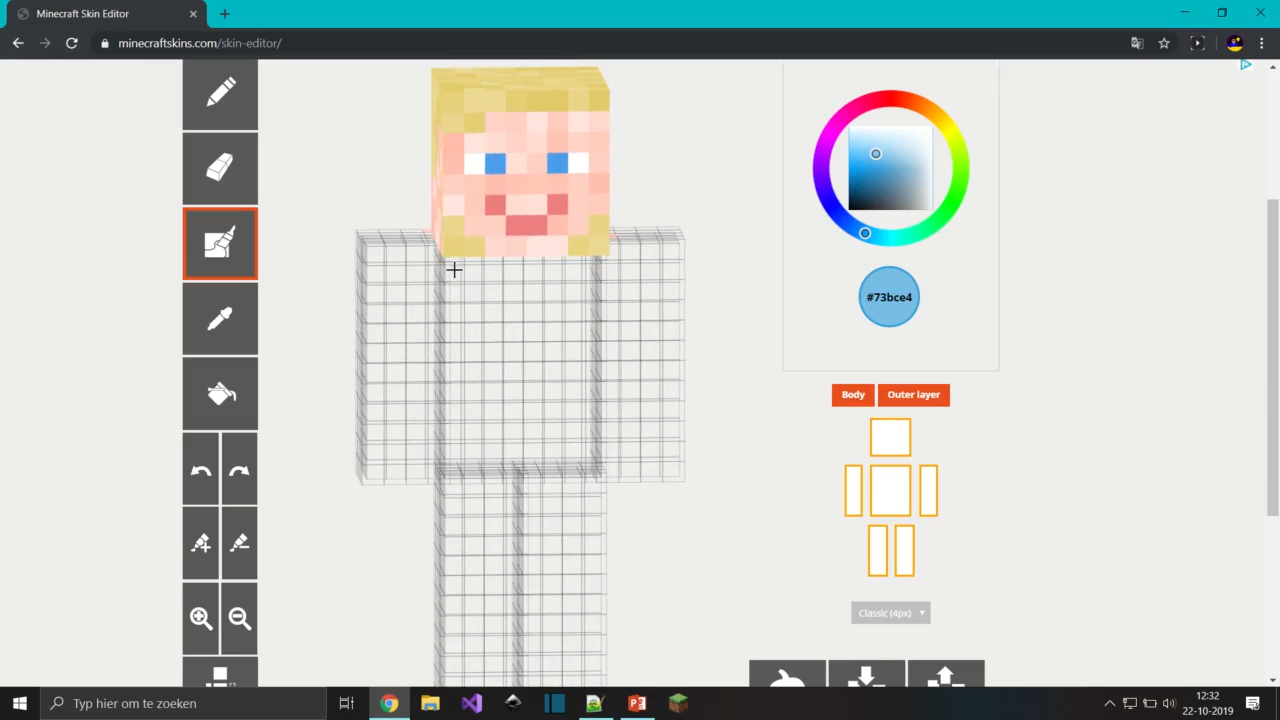 Minecraft Skin Editor
minecraftskins.com/skin-editor/
#73bce4
Body
Outer layer
Classic (4px)
Typ hier om te zoeken
12:32
22-10-2019